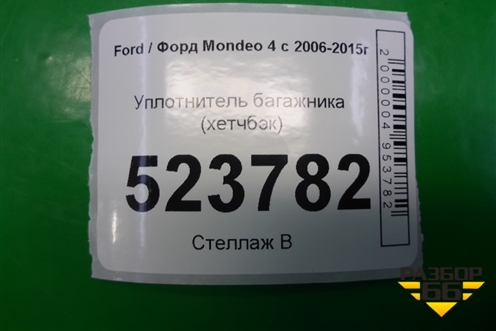 Ford / Форд Mondeo 4 с 2006-2015г
Уплотнитель багажника
(хетчбэк)
523782
Стеллаж В
2000004953782
РАЗБОР
66